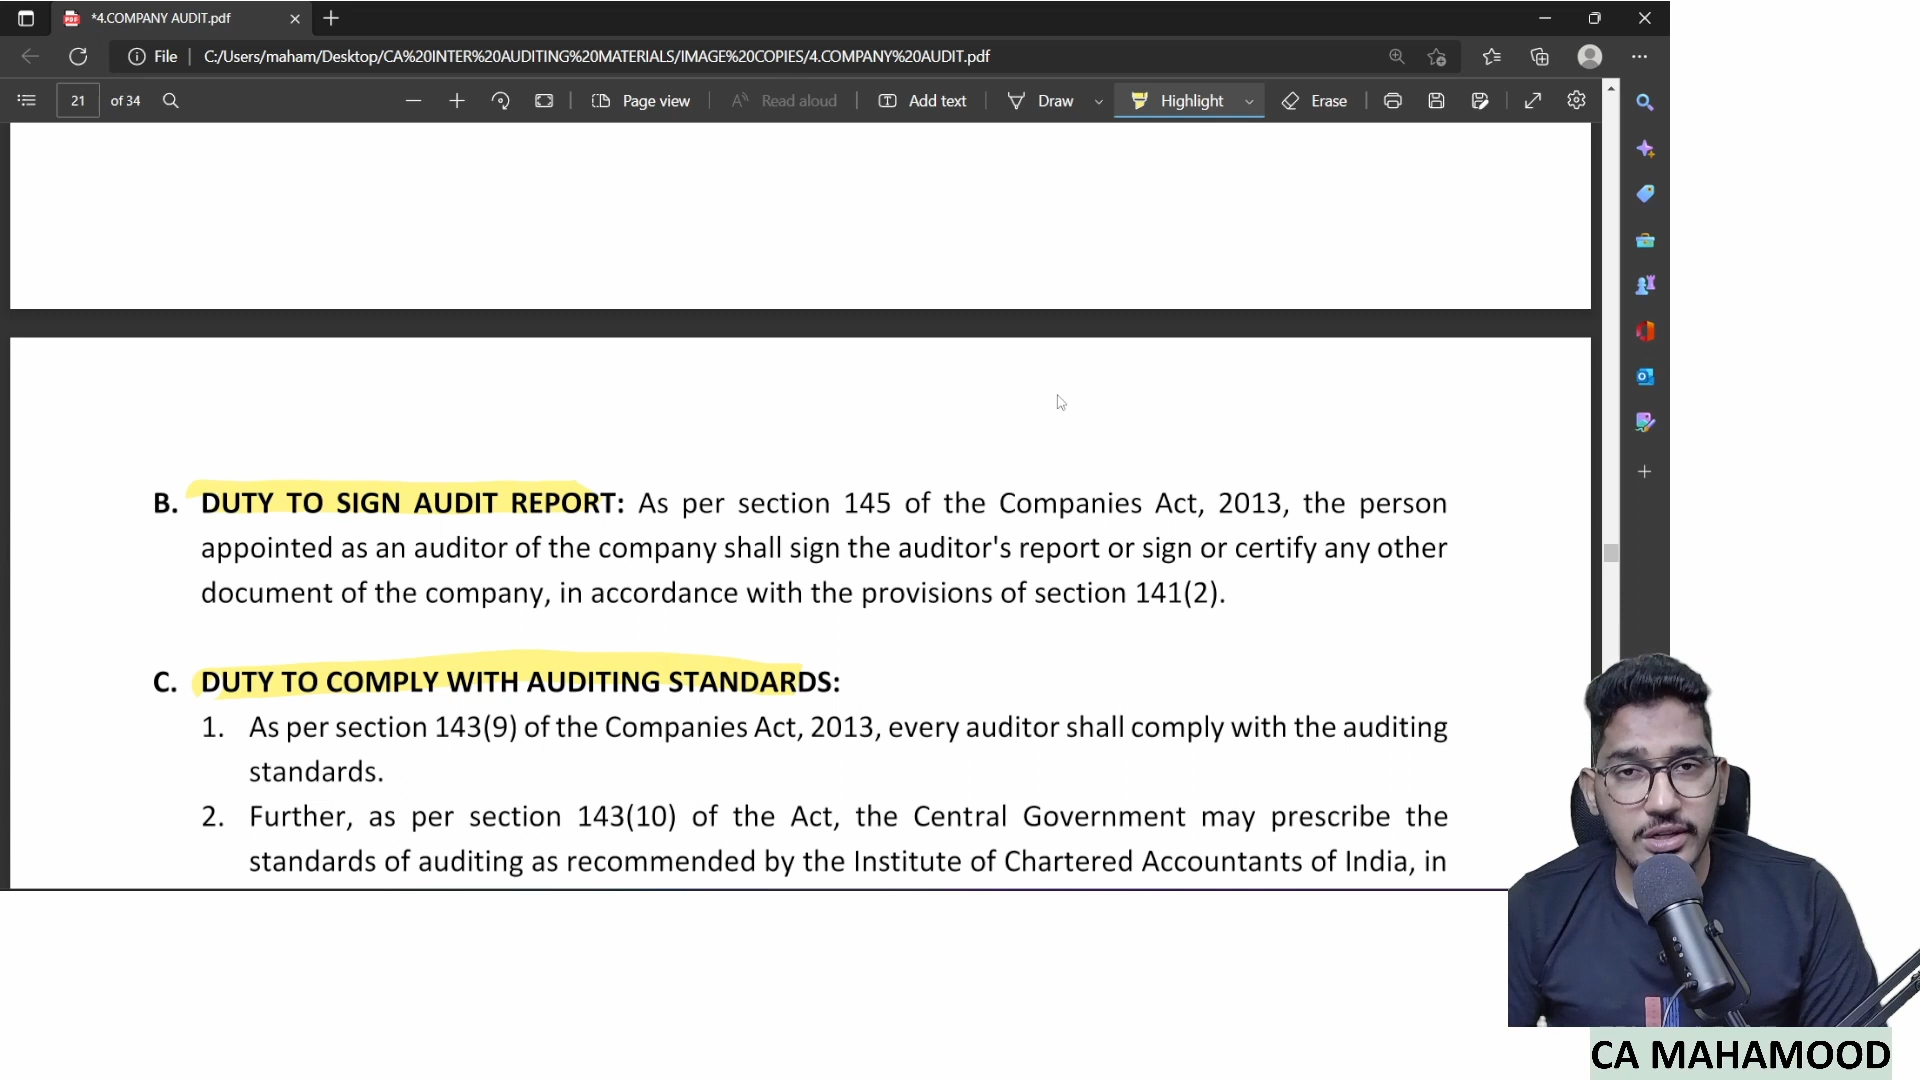 *4.COMPANY AUDIT.pdf
File
C:/Users/maham/Desktop/CA%20INTER%20AUDITING%20MATERIALS/IMAGE%20COPIES/4.COMPANY%20AUDIT.pdf
21 of 34
Page view
Read aloud
Add text
Draw
Highlight
Erase
B. DUTY TO SIGN AUDIT REPORT: As per section 145 of the Companies Act, 2013, the person
appointed as an auditor of the company shall sign the auditor's report or sign or certify any other
document of the company, in accordance with the provisions of section 141(2).
C. DUTY TO COMPLY WITH AUDITING STANDARDS:
1. As per section 143(9) of the Companies Act, 2013, every auditor shall comply with the auditing
standards.
2. Further, as per section 143(10) of the Act, the Central Government may prescribe the
standards of auditing as recommended by the Institute of Chartered Accountants of India, in
CA MAHAMOOD